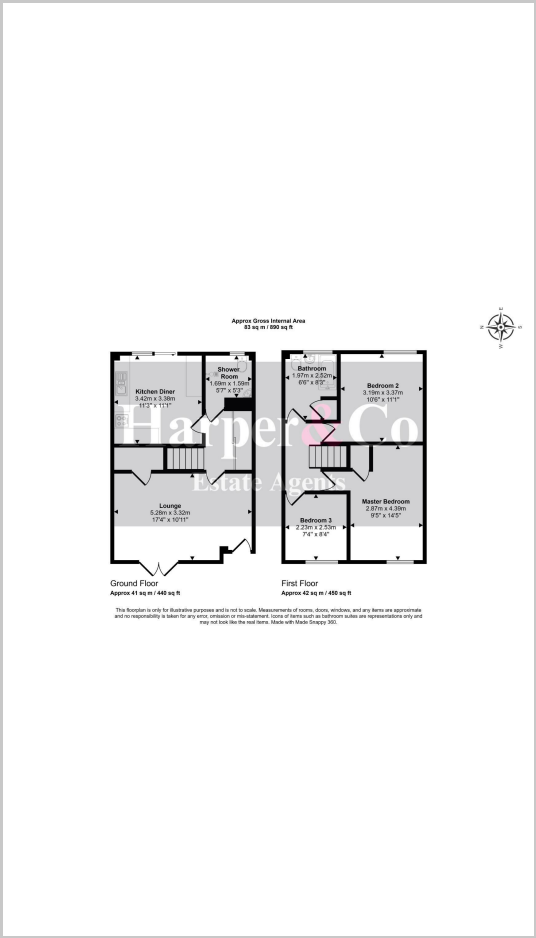 Approx Gross Internal Area
83 sq m / 890 sq ft
E
N
S
W
Kitchen Diner
3.42m x 3.38m
11'3" x 11'1"
Shower
Room
1.69m x 1.59m
5'7" x 5'3"
Bathroom
1.97m x 2.52m
6'6" x 8'3"
Bedroom 2
3.19m x 3.37m
10'6" x 11'1"
Harper & Co
Estate Agents
Lounge
5.28m x 3.32m
17'4" x 10'11"
Master Bedroom
2.87m x 4.39m
9'5" x 14'5"
Bedroom 3
2.23m x 2.53m
7'4" x 8'4"
Ground Floor
Approx 41 sq m / 440 sq ft
First Floor
Approx 42 sq m / 450 sq ft
This floorplan is only for illustrative purposes and is not to scale. Measurements of rooms, doors, windows, and any items are approximate
and no responsibility is taken for any error, omission or mis-statement. Icons of items such as bathroom suites are representations only and
may not look like the real items. Made with Made Snappy 360.